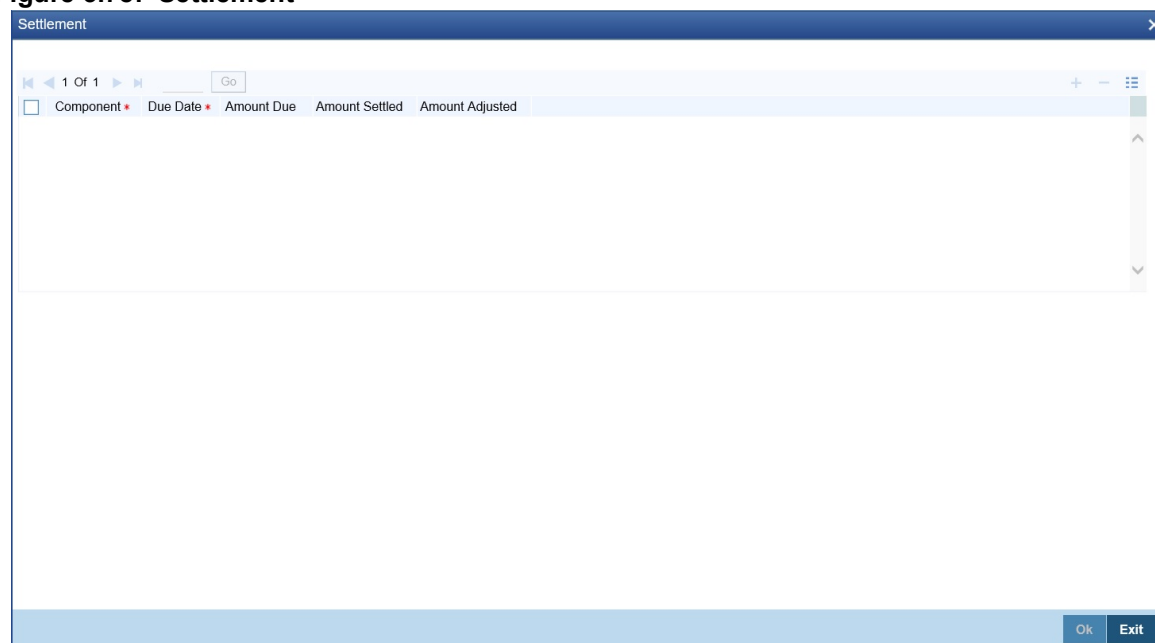 Settlement
1 Of 1 Go
Component * Due Date * Amount Due Amount Settled Amount Adjusted
Ok Exit